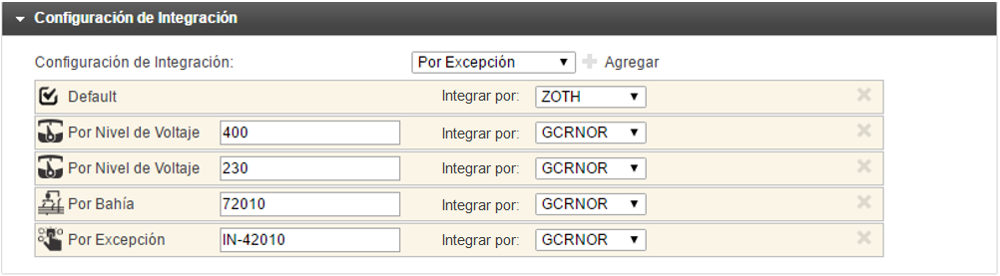 Configuración de Integración
Configuración de Integración: Por Excepción Agregar
Default Integrar por: ZOTH
Por Nivel de Voltaje 400 Integrar por: GCRNOR
Por Nivel de Voltaje 230 Integrar por: GCRNOR
Por Bahía 72010 Integrar por: GCRNOR
Por Excepción IN-42010 Integrar por: GCRNOR